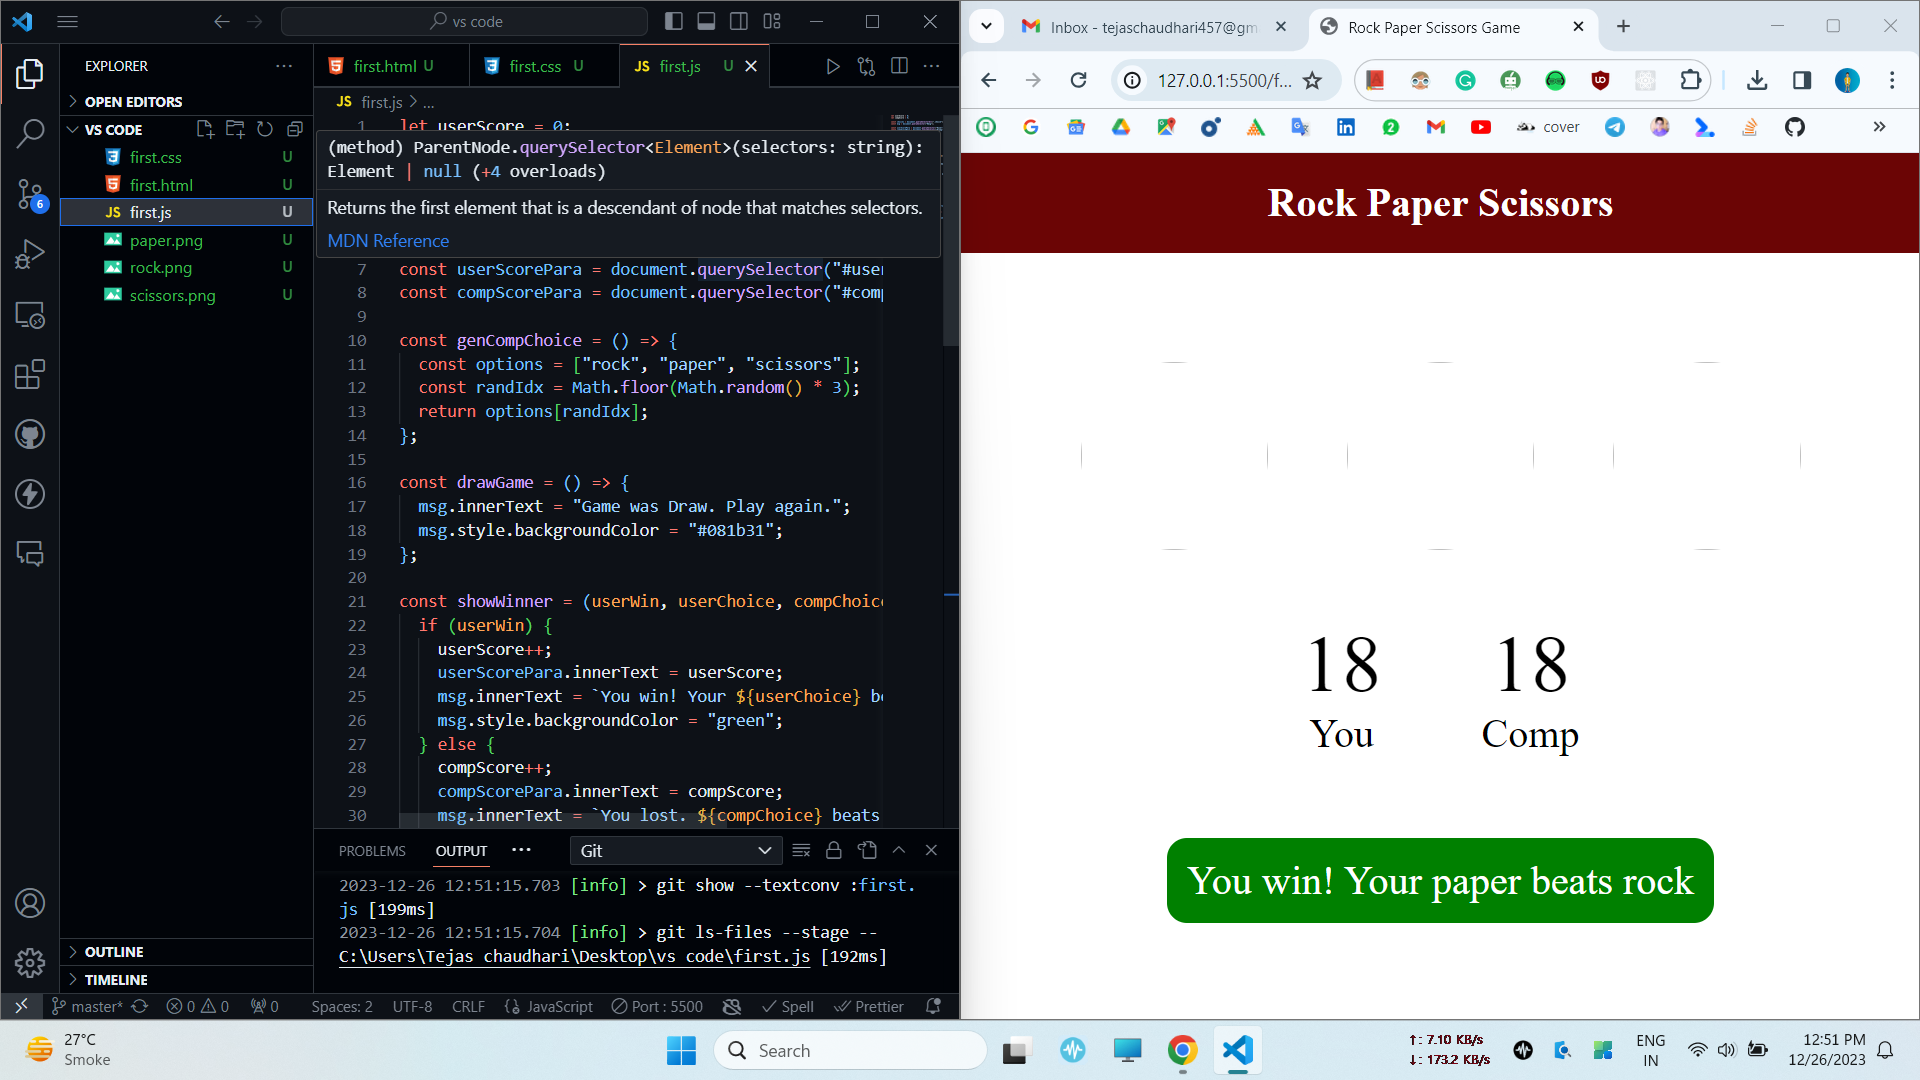 vs code
EXPLORER
OPEN EDITORS
VS CODE
first.css U
first.html U
first.js U
paper.png U
rock.png U
scissors.png U
OUTLINE
TIMELINE
first.html U
first.css U
JS first.js U
JS first.js > ...
1 let userScore = 0;
(method) ParentNode.querySelector<Element>(selectors: string):
Element | null (+4 overloads)
Returns the first element that is a descendant of node that matches selectors.
MDN Reference
7 const userScorePara = document.querySelector("#user
8 const compScorePara = document.querySelector("#comp
9
10 const genCompChoice = () => {
11 const options = ["rock", "paper", "scissors"];
12 const randIdx = Math.floor(Math.random() * 3);
13 return options[randIdx];
14 };
15
16 const drawGame = () => {
17 msg.innerText = "Game was Draw. Play again.";
18 msg.style.backgroundColor = "#081b31";
19 };
20
21 const showWinner = (userWin, userChoice, compChoice
22 if (userWin) {
23 userScore++;
24 userScorePara.innerText = userScore;
25 msg.innerText = `You win! Your ${userChoice} be
26 msg.style.backgroundColor = "green";
27 } else {
28 compScore++;
29 compScorePara.innerText = compScore;
30 msg.innerText = `You lost. ${compChoice} beats
PROBLEMS OUTPUT ... Git
2023-12-26 12:51:15.703 [info] > git show --textconv :first.
js [199ms]
2023-12-26 12:51:15.704 [info] > git ls-files --stage --
C:\Users\Tejas chaudhari\Desktop\vs code\first.js [192ms]
6
master* 0 0 0 Spaces: 2 UTF-8 CRLF JavaScript Port : 5500 Spell Prettier
Inbox - tejaschaudhari457@gm
Rock Paper Scissors Game
127.0.0.1:5500/f...
cover
Rock Paper Scissors
18 18
You Comp
You win! Your paper beats rock
27°C
Smoke
Search
↑: 7.10 KB/s
↓: 173.2 KB/s
ENG
IN
12:51 PM
12/26/2023